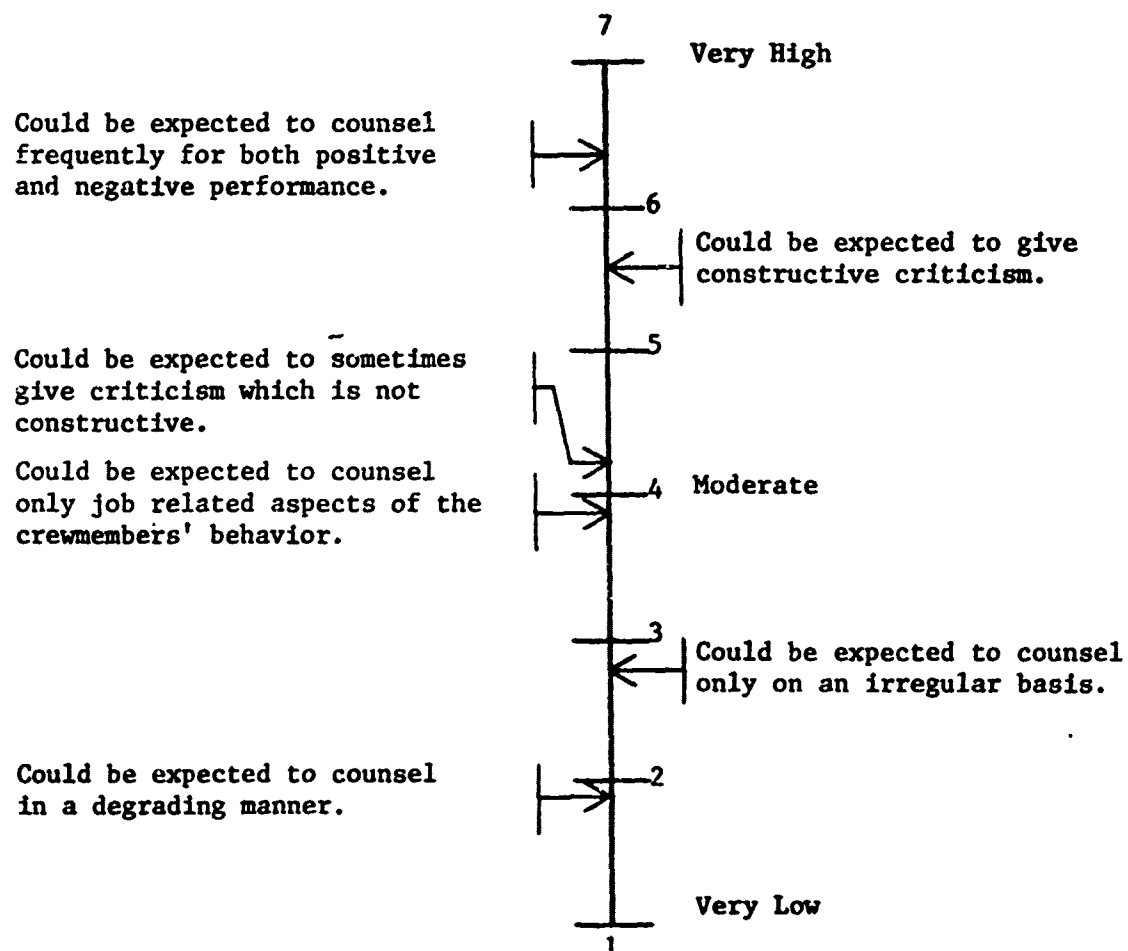 7
Very High
Could be expected to counsel
frequently for both positive
and negative performance.
6
Could be expected to give
constructive criticism.
5
Could be expected to sometimes
give criticism which is not
constructive.
Could be expected to counsel
only job related aspects of the
crewmembers' behavior.
4
Moderate
3
Could be expected to counsel
only on an irregular basis.
Could be expected to counsel
in a degrading manner.
2
Very Low
1